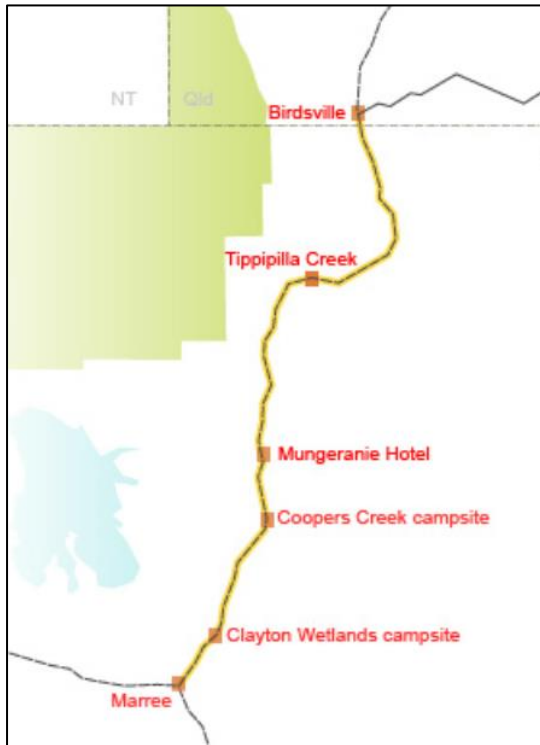 NT Qld
Birdsville
Tippipilla Creek
Mungeranie Hotel
Coopers Creek campsite
Clayton Wetlands campsite
Marree